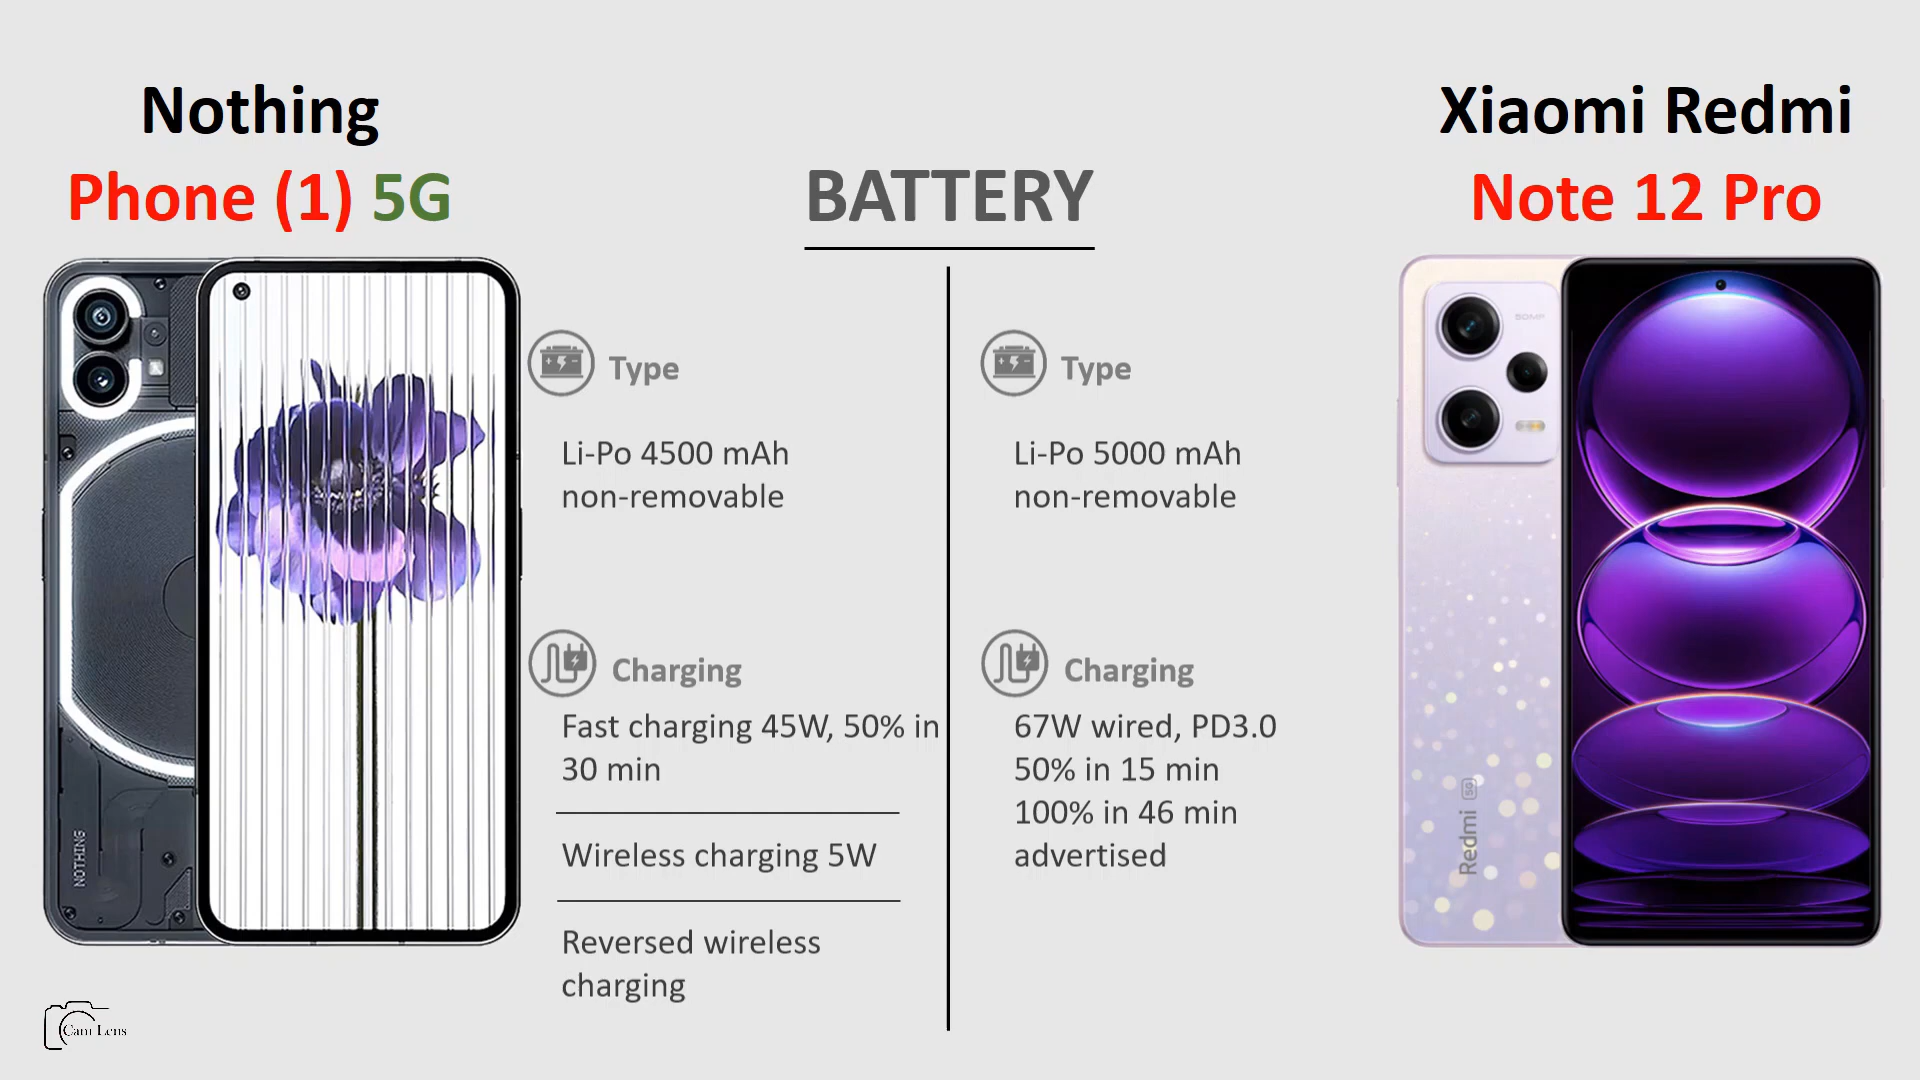 Nothing
Phone (1) 5G
BATTERY
Xiaomi Redmi
Note 12 Pro
Type
Li-Po 4500 mAh
non-removable
Charging
Fast charging 45W, 50% in
30 min
Wireless charging 5W
Reversed wireless
charging
Type
Li-Po 5000 mAh
non-removable
Charging
67W wired, PD3.0
50% in 15 min
100% in 46 min
advertised
NOTHING
50MP
Redmi 5G
Cam Lens